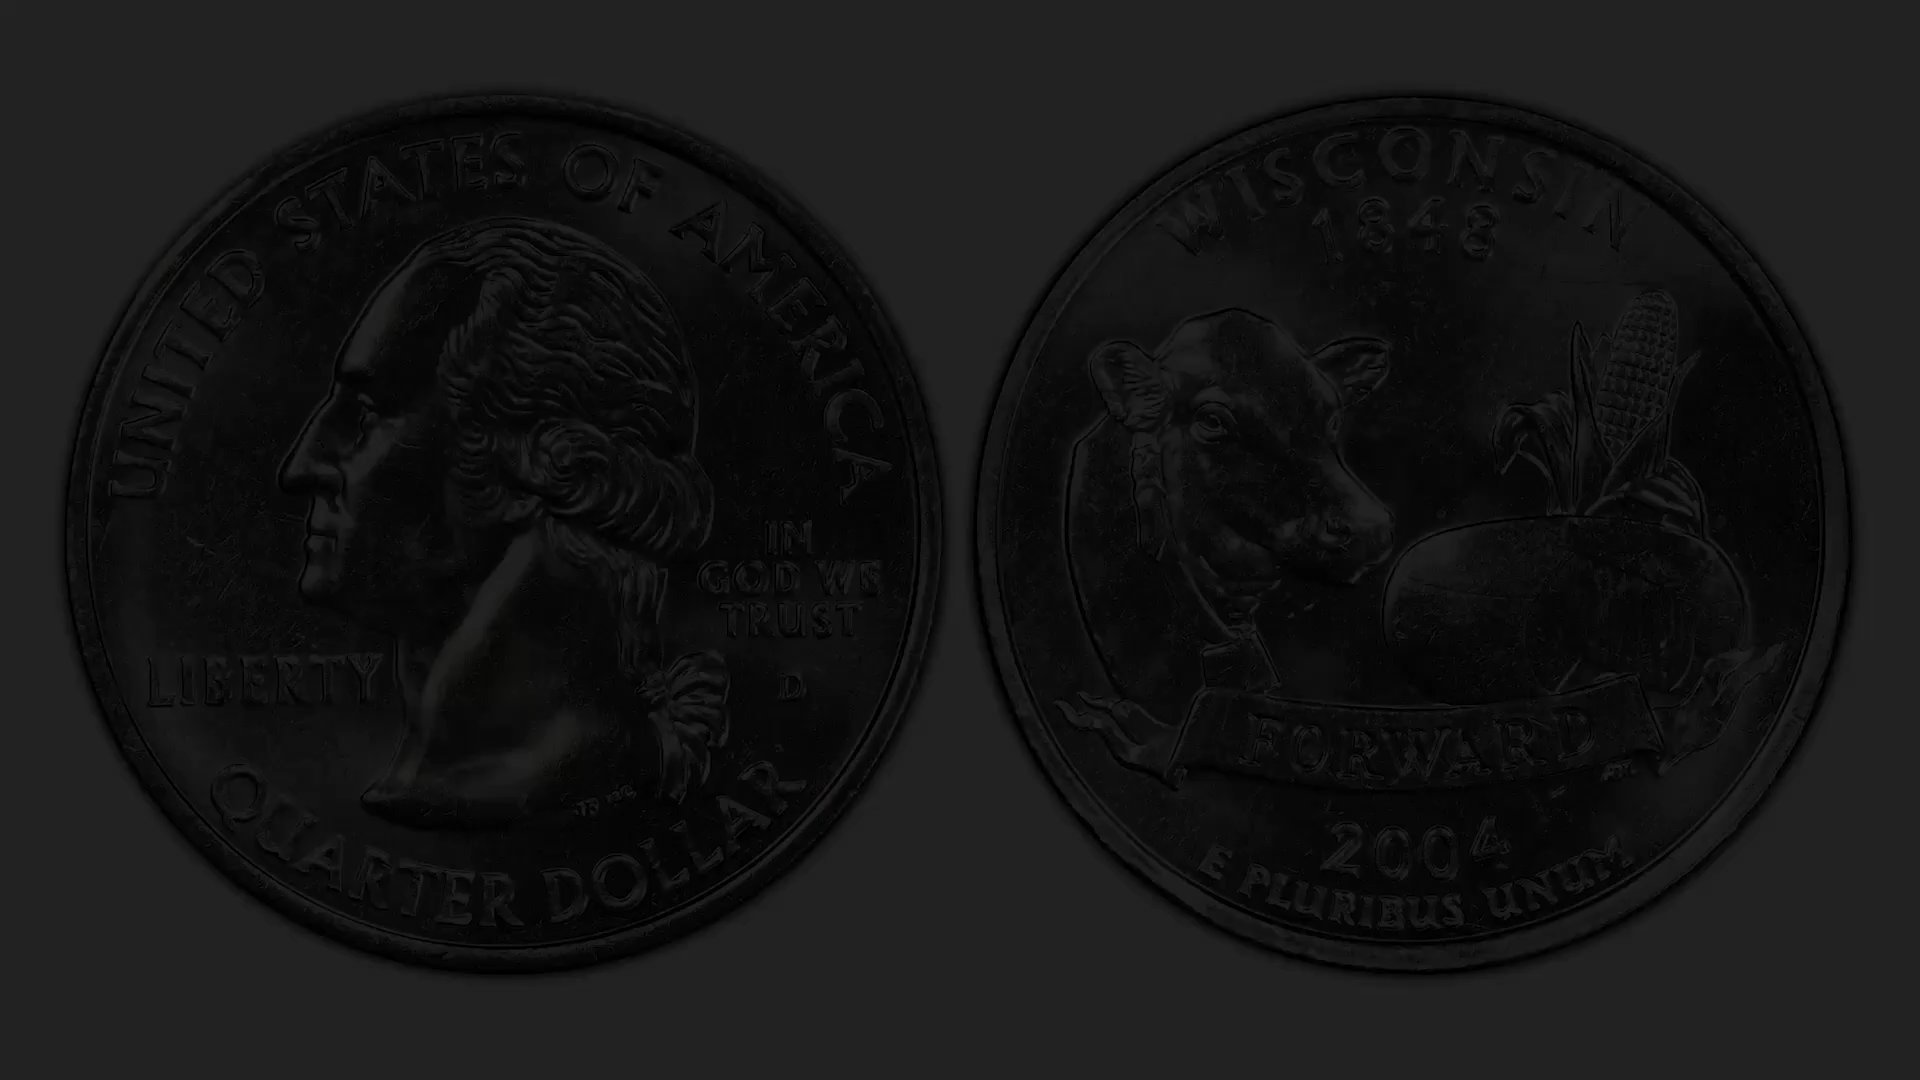 UNITED STATES OF AMERICA
IN
GOD WE
TRUST
LIBERTY
D
QUARTER DOLLAR
WISCONSIN
1848
FORWARD
2004
E PLURIBUS UNUM